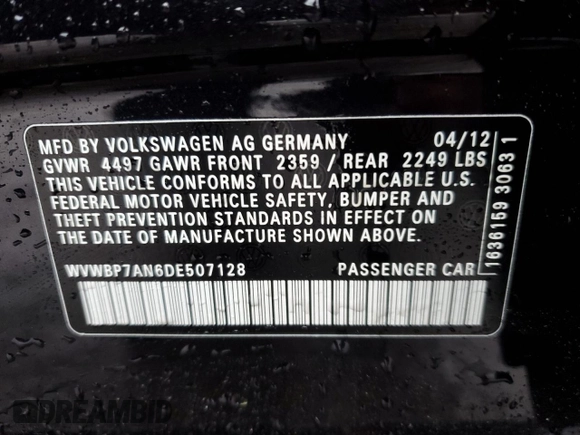 MFD BY VOLKSWAGEN AG GERMANY 04/12
GVWR 4497 GAWR FRONT 2359 / REAR 2249 LBS
THIS VEHICLE CONFORMS TO ALL APPLICABLE U.S.
FEDERAL MOTOR VEHICLE SAFETY, BUMPER AND
THEFT PREVENTION STANDARDS IN EFFECT ON
THE DATE OF MANUFACTURE SHOWN ABOVE.
WVWBP7AN6DE507128 PASSENGER CAR
1636159 3063 1
DREAMBID